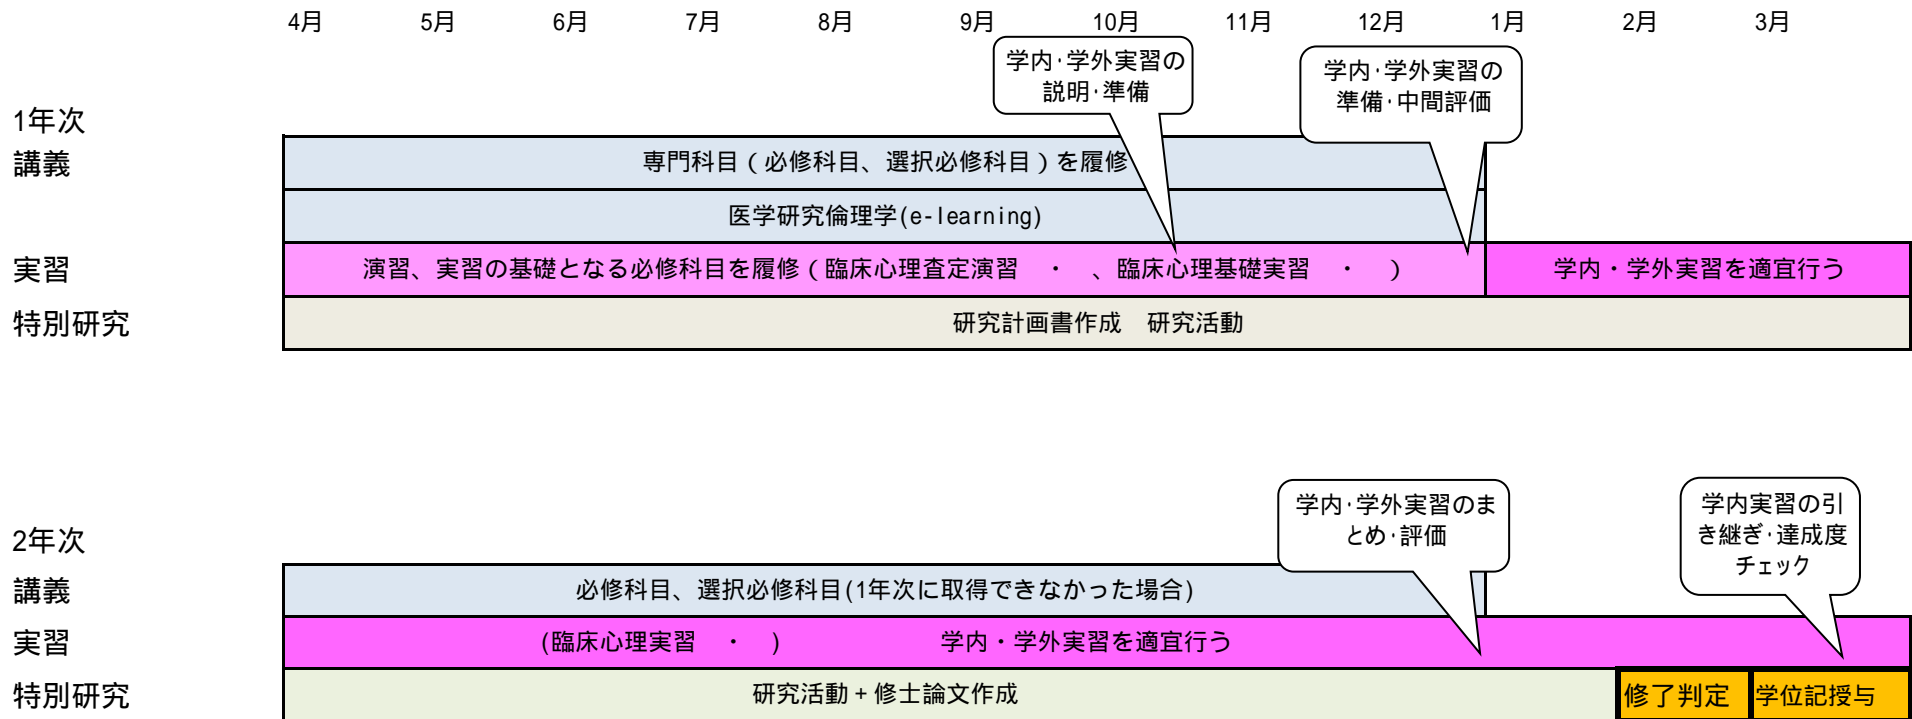 4月 5月 6月 7月 8月 9月 10月 11月 12月 1月 2月 3月
学内・学外実習の
説明・準備
学内・学外実習の
準備・中間評価
1年次
講義
専門科目（必修科目、選択必修科目）を履修
医学研究倫理学(e-learning)
実習
演習、実習の基礎となる必修科目を履修（臨床心理査定演習　・　、臨床心理基礎実習　・　）
学内・学外実習を適宜行う
特別研究
研究計画書作成　研究活動
学内・学外実習のま
とめ・評価
学内実習の引
き継ぎ・達成度
チェック
2年次
講義
必修科目、選択必修科目(1年次に取得できなかった場合)
実習
(臨床心理実習　・　)　　　学内・学外実習を適宜行う
特別研究
研究活動+修士論文作成
修了判定
学位記授与